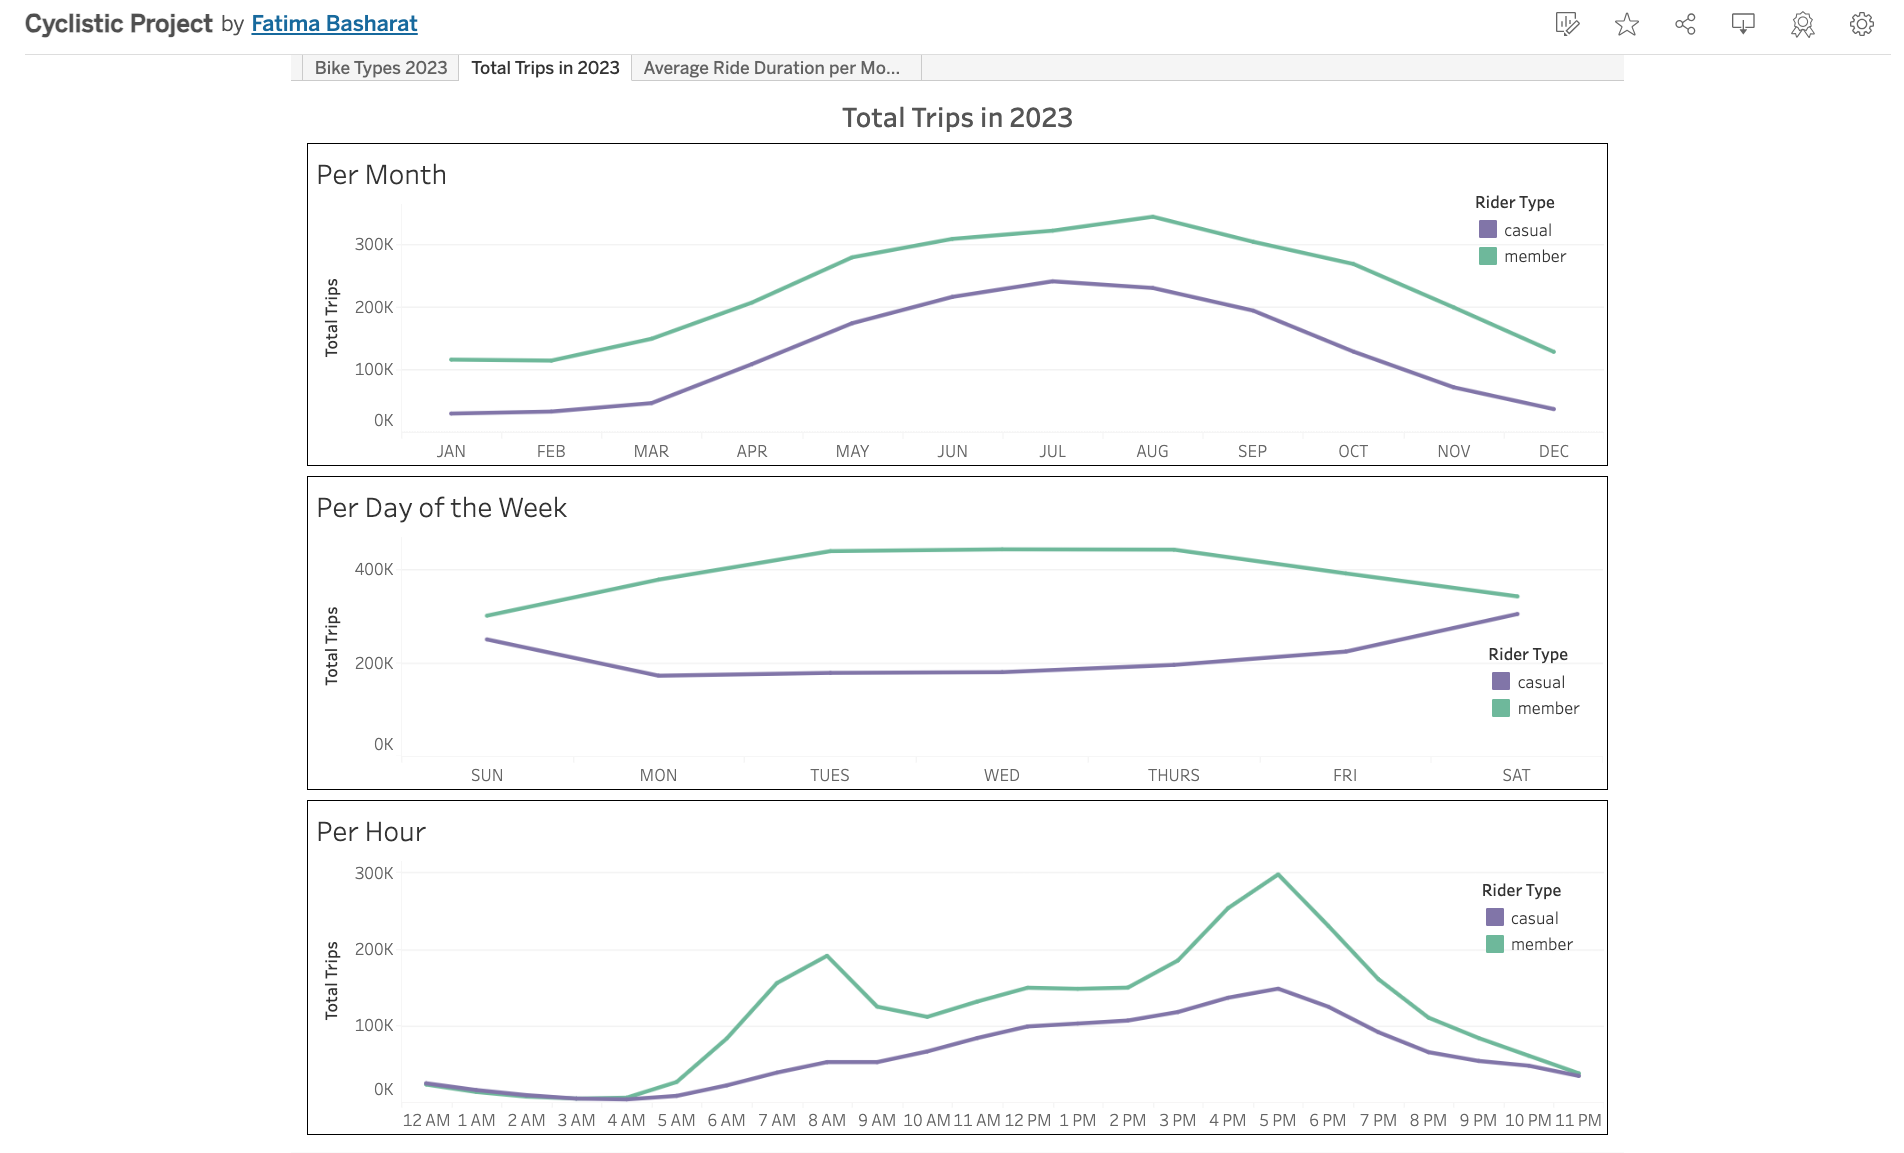 Cyclistic Project by Fatima Basharat
Bike Types 2023 Total Trips in 2023 Average Ride Duration per Mo...
Total Trips in 2023
Per Month
Rider Type
casual
member
Total Trips
300K
200K
100K
0K
JAN FEB MAR APR MAY JUN JUL AUG SEP OCT NOV DEC
Per Day of the Week
Total Trips
400K
200K
0K
Rider Type
casual
member
SUN MON TUES WED THURS FRI SAT
Per Hour
Total Trips
300K
200K
100K
0K
Rider Type
casual
member
12 AM 1 AM 2 AM 3 AM 4 AM 5 AM 6 AM 7 AM 8 AM 9 AM 10 AM 11 AM 12 PM 1 PM 2 PM 3 PM 4 PM 5 PM 6 PM 7 PM 8 PM 9 PM 10 PM 11 PM